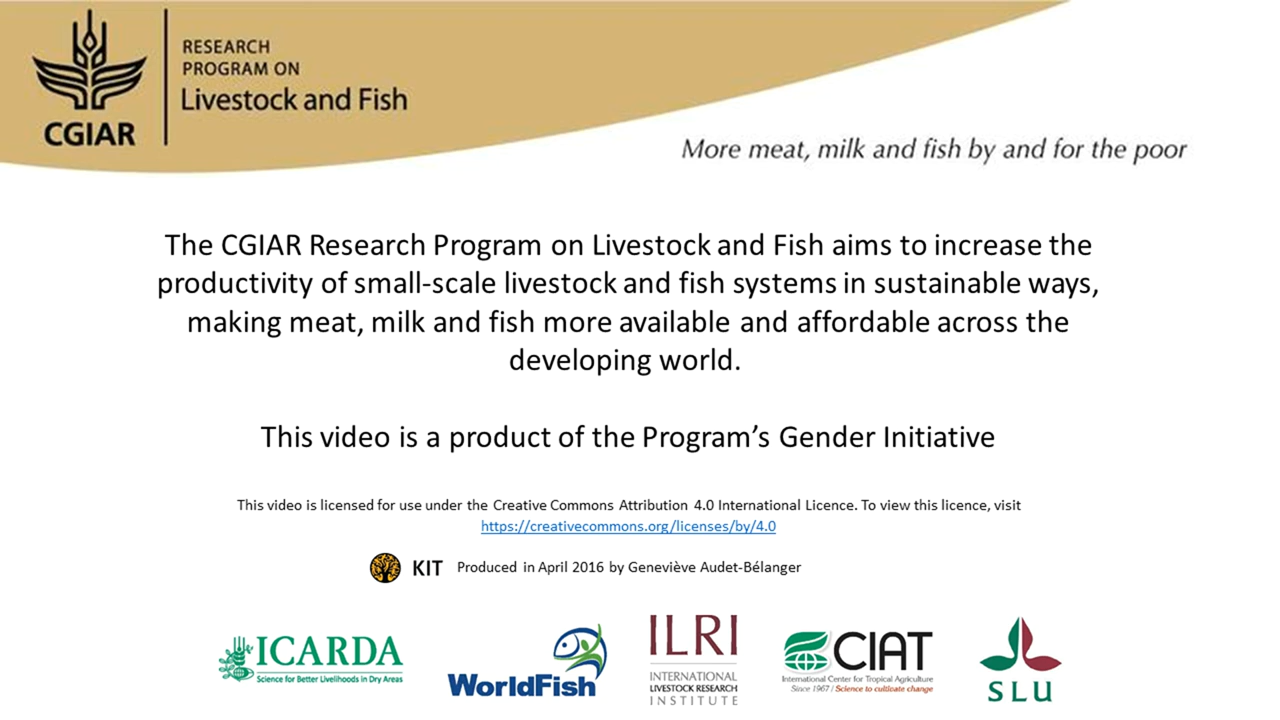 RESEARCH
PROGRAM ON
Livestock and Fish
CGIAR
More meat, milk and fish by and for the poor
The CGIAR Research Program on Livestock and Fish aims to increase the
productivity of small-scale livestock and fish systems in sustainable ways,
making meat, milk and fish more available and affordable across the
developing world.
This video is a product of the Program's Gender Initiative
This video is licensed for use under the Creative Commons Attribution 4.0 International Licence. To view this licence, visit
https://creativecommons.org/licenses/by/4.0
KIT Produced in April 2016 by Geneviève Audet-Bélanger
ICARDA
Science for Better Livelihoods in Dry Areas
WorldFish
ILRI
INTERNATIONAL
LIVESTOCK RESEARCH
INSTITUTE
CIAT
International Center for Tropical Agriculture
Since 1967 / Science to cultivate change
SLU